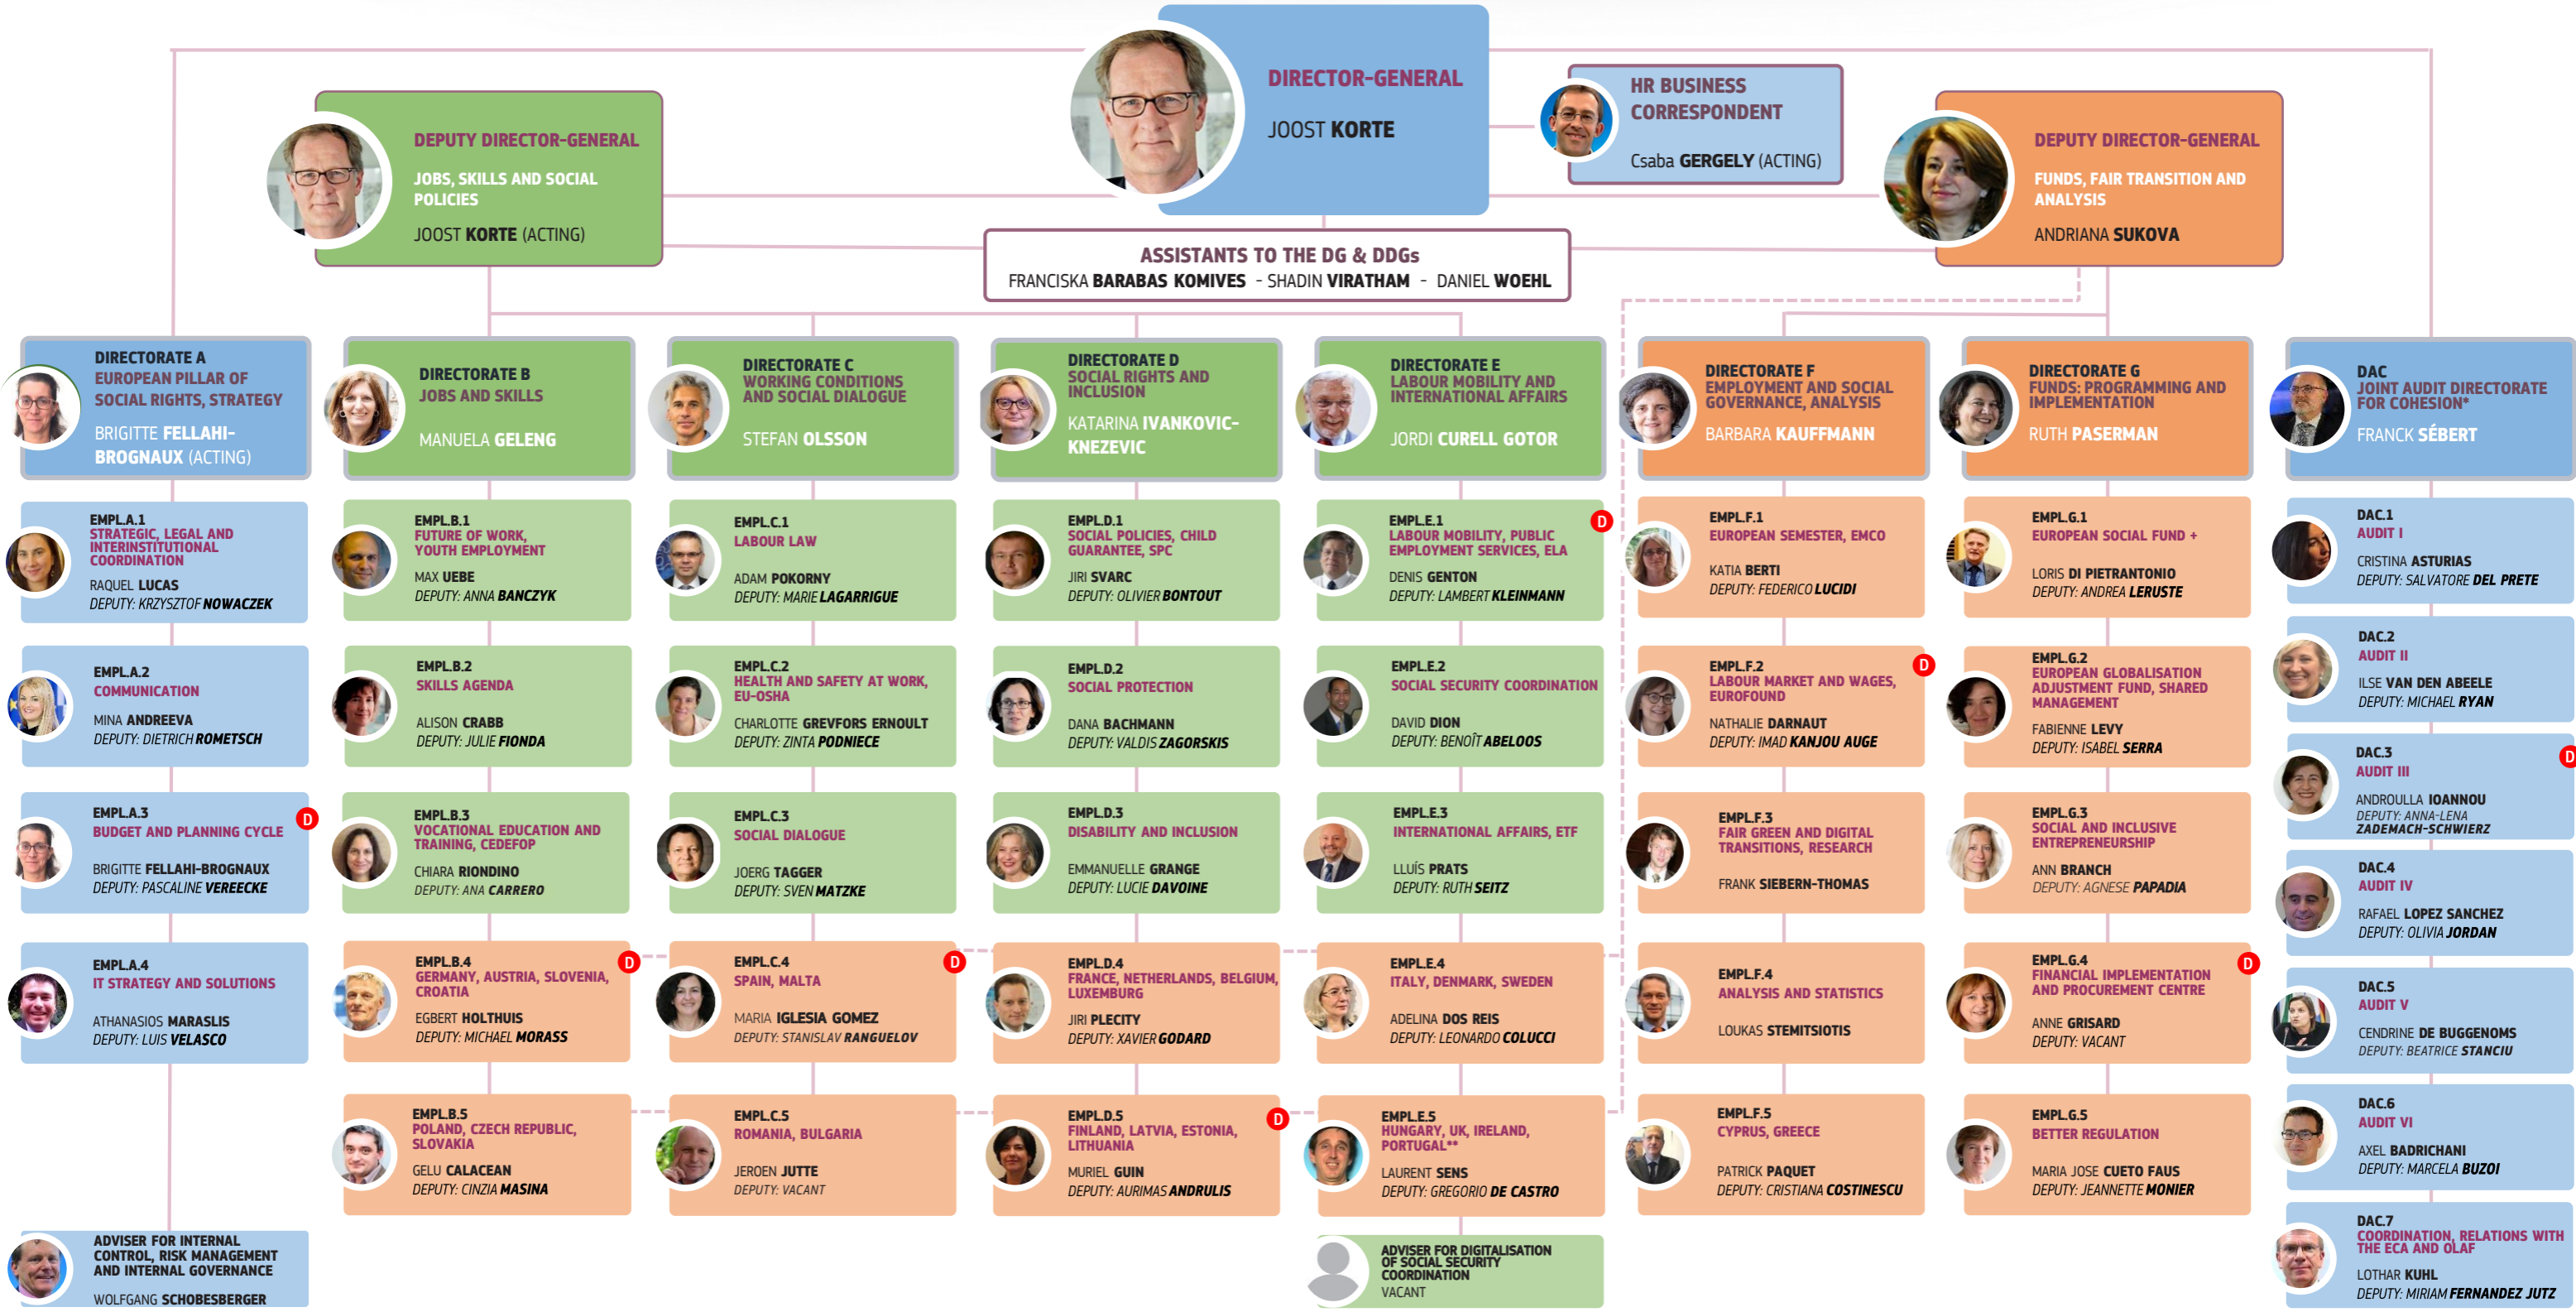 DIRECTOR-GENERAL
JOOST KORTE
HR BUSINESS
CORRESPONDENT
Csaba GERGELY (ACTING)
DEPUTY DIRECTOR-GENERAL
JOBS, SKILLS AND SOCIAL
POLICIES
JOOST KORTE (ACTING)
DEPUTY DIRECTOR-GENERAL
FUNDS, FAIR TRANSITION AND
ANALYSIS
ANDRIANA SUKOVA
ASSISTANTS TO THE DG & DDGs
FRANCISKA BARABAS KOMIVES - SHADIN VIRATHAM - DANIEL WOEHL
DIRECTORATE A
EUROPEAN PILLAR OF
SOCIAL RIGHTS, STRATEGY
BRIGITTE FELLAHI-
BROGNAUX (ACTING)
EMPL.A.1
STRATEGIC, LEGAL AND
INTERINSTITUTIONAL
COORDINATION
RAQUEL LUCAS
DEPUTY: KRZYSZTOF NOWACZEK
EMPL.A.2
COMMUNICATION
MINA ANDREEVA
DEPUTY: DIETRICH ROMETSCH
EMPL.A.3
BUDGET AND PLANNING CYCLE
D
BRIGITTE FELLAHI-BROGNAUX
DEPUTY: PASCALINE VEREECKE
EMPL.A.4
IT STRATEGY AND SOLUTIONS
ATHANASIOS MARASLIS
DEPUTY: LUIS VELASCO
ADVISER FOR INTERNAL
CONTROL, RISK MANAGEMENT
AND INTERNAL GOVERNANCE
WOLFGANG SCHOBESBERGER
DIRECTORATE B
JOBS AND SKILLS
MANUELA GELENG
EMPL.B.1
FUTURE OF WORK,
YOUTH EMPLOYMENT
MAX UEBE
DEPUTY: ANNA BANCZYK
EMPL.B.2
SKILLS AGENDA
ALISON CRABB
DEPUTY: JULIE FIONDA
EMPL.B.3
VOCATIONAL EDUCATION AND
TRAINING, CEDEFOP
CHIARA RIONDINO
DEPUTY: ANA CARRERO
EMPL.B.4
D
GERMANY, AUSTRIA, SLOVENIA,
CROATIA
EGBERT HOLTHUIS
DEPUTY: MICHAEL MORASS
EMPL.B.5
POLAND, CZECH REPUBLIC,
SLOVAKIA
GELU CALACEAN
DEPUTY: CINZIA MASINA
DIRECTORATE C
WORKING CONDITIONS
AND SOCIAL DIALOGUE
STEFAN OLSSON
EMPL.C.1
LABOUR LAW
ADAM POKORNY
DEPUTY: MARIE LAGARRIGUE
EMPL.C.2
HEALTH AND SAFETY AT WORK,
EU-OSHA
CHARLOTTE GREVFORS ERNOULT
DEPUTY: ZINTA PODNIECE
EMPL.C.3
SOCIAL DIALOGUE
JOERG TAGGER
DEPUTY: SVEN MATZKE
EMPL.C.4
D
SPAIN, MALTA
MARIA IGLESIA GOMEZ
DEPUTY: STANISLAV RANGUELOV
EMPL.C.5
ROMANIA, BULGARIA
JEROEN JUTTE
DEPUTY: VACANT
DIRECTORATE D
SOCIAL RIGHTS AND
INCLUSION
KATARINA IVANKOVIC-
KNEZEVIC
EMPL.D.1
SOCIAL POLICIES, CHILD
GUARANTEE, SPC
JIRI SVARC
DEPUTY: OLIVIER BONTOUT
EMPL.D.2
SOCIAL PROTECTION
DANA BACHMANN
DEPUTY: VALDIS ZAGORSKIS
EMPL.D.3
DISABILITY AND INCLUSION
EMMANUELLE GRANGE
DEPUTY: LUCIE DAVOINE
EMPL.D.4
FRANCE, NETHERLANDS, BELGIUM,
LUXEMBURG
JIRI PLECITY
DEPUTY: XAVIER GODARD
EMPL.D.5
D
FINLAND, LATVIA, ESTONIA,
LITHUANIA
MURIEL GUIN
DEPUTY: AURIMAS ANDRULIS
DIRECTORATE E
LABOUR MOBILITY AND
INTERNATIONAL AFFAIRS
JORDI CURELL GOTOR
EMPL.E.1
D
LABOUR MOBILITY, PUBLIC
EMPLOYMENT SERVICES, ELA
DENIS GENTON
DEPUTY: LAMBERT KLEINMANN
EMPL.E.2
SOCIAL SECURITY COORDINATION
DAVID DION
DEPUTY: BENOÎT ABELOOS
EMPL.E.3
INTERNATIONAL AFFAIRS, ETF
LLUÍS PRATS
DEPUTY: RUTH SEITZ
EMPL.E.4
ITALY, DENMARK, SWEDEN
ADELINA DOS REIS
DEPUTY: LEONARDO COLUCCI
EMPL.E.5
HUNGARY, UK, IRELAND,
PORTUGAL**
LAURENT SENS
DEPUTY: GREGORIO DE CASTRO
ADVISER FOR DIGITALISATION
OF SOCIAL SECURITY
COORDINATION
VACANT
DIRECTORATE F
EMPLOYMENT AND SOCIAL
GOVERNANCE, ANALYSIS
BARBARA KAUFFMANN
EMPL.F.1
EUROPEAN SEMESTER, EMCO
KATIA BERTI
DEPUTY: FEDERICO LUCIDI
EMPL.F.2
D
LABOUR MARKET AND WAGES,
EUROFOUND
NATHALIE DARNAUT
DEPUTY: IMAD KANJOU AUGE
EMPL.F.3
FAIR GREEN AND DIGITAL
TRANSITIONS, RESEARCH
FRANK SIEBERN-THOMAS
EMPL.F.4
ANALYSIS AND STATISTICS
LOUKAS STEMITSIOTIS
EMPL.F.5
CYPRUS, GREECE
PATRICK PAQUET
DEPUTY: CRISTIANA COSTINESCU
DIRECTORATE G
FUNDS: PROGRAMMING AND
IMPLEMENTATION
RUTH PASERMAN
EMPL.G.1
EUROPEAN SOCIAL FUND +
LORIS DI PIETRANTONIO
DEPUTY: ANDREA LERUSTE
EMPL.G.2
EUROPEAN GLOBALISATION
ADJUSTMENT FUND, SHARED
MANAGEMENT
FABIENNE LEVY
DEPUTY: ISABEL SERRA
EMPL.G.3
SOCIAL AND INCLUSIVE
ENTREPRENEURSHIP
ANN BRANCH
DEPUTY: AGNESE PAPADIA
EMPL.G.4
D
FINANCIAL IMPLEMENTATION
AND PROCUREMENT CENTRE
ANNE GRISARD
DEPUTY: VACANT
EMPL.G.5
BETTER REGULATION
MARIA JOSE CUETO FAUS
DEPUTY: JEANNETTE MONIER
DAC
JOINT AUDIT DIRECTORATE
FOR COHESION*
FRANCK SÉBERT
DAC.1
AUDIT I
CRISTINA ASTURIAS
DEPUTY: SALVATORE DEL PRETE
DAC.2
AUDIT II
ILSE VAN DEN ABEELE
DEPUTY: MICHAEL RYAN
DAC.3
D
AUDIT III
ANDROULLA IOANNOU
DEPUTY: ANNA-LENA
ZADEMACH-SCHWIERZ
DAC.4
AUDIT IV
RAFAEL LOPEZ SANCHEZ
DEPUTY: OLIVIA JORDAN
DAC.5
AUDIT V
CENDRINE DE BUGGENOMS
DEPUTY: BEATRICE STANCIU
DAC.6
AUDIT VI
AXEL BADRICHANI
DEPUTY: MARCELA BUZOI
DAC.7
COORDINATION, RELATIONS WITH
THE ECA AND OLAF
LOTHAR KUHL
DEPUTY: MIRIAM FERNANDEZ JUTZ